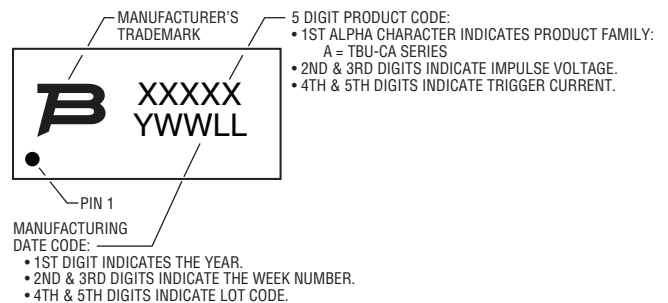 MANUFACTURER'S
TRADEMARK
5 DIGIT PRODUCT CODE:
• 1ST ALPHA CHARACTER INDICATES PRODUCT FAMILY:
A = TBU-CA SERIES
• 2ND & 3RD DIGITS INDICATE IMPULSE VOLTAGE.
• 4TH & 5TH DIGITS INDICATE TRIGGER CURRENT.
B
XXXXX
YWWLL
PIN 1
MANUFACTURING
DATE CODE:
• 1ST DIGIT INDICATES THE YEAR.
• 2ND & 3RD DIGITS INDICATE THE WEEK NUMBER.
• 4TH & 5TH DIGITS INDICATE LOT CODE.